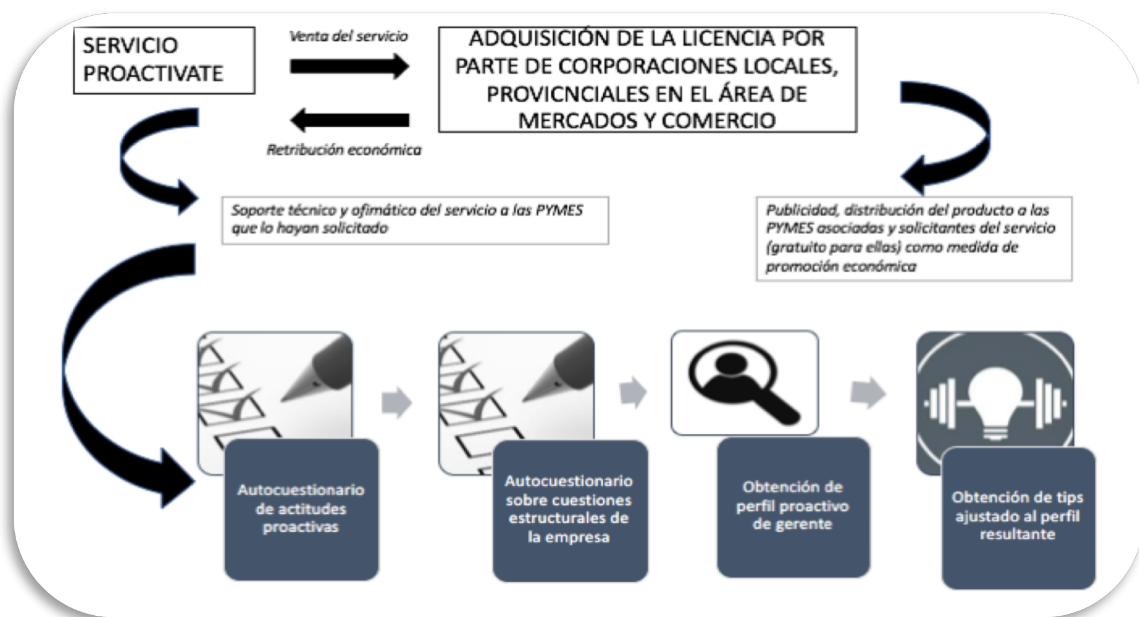 SERVICIO
PROACTIVATE
Venta del servicio
Retribución económica
ADQUISICIÓN DE LA LICENCIA POR
PARTE DE CORPORACIONES LOCALES,
PROVICNCIALES EN EL ÁREA DE
MERCADOS Y COMERCIO
Soporte técnico y ofimático del servicio a las PYMES
que lo hayan solicitado
Publicidad, distribución del producto a las
PYMES asociadas y solicitantes del servicio
(gratuito para ellas) como medida de
promoción económica
Autocuestionario
de actitudes
proactivas
Autocuestionario
sobre cuestiones
estructurales de
la empresa
Obtención de
perfil proactivo
de gerente
Obtención de tips
ajustado al perfil
resultante